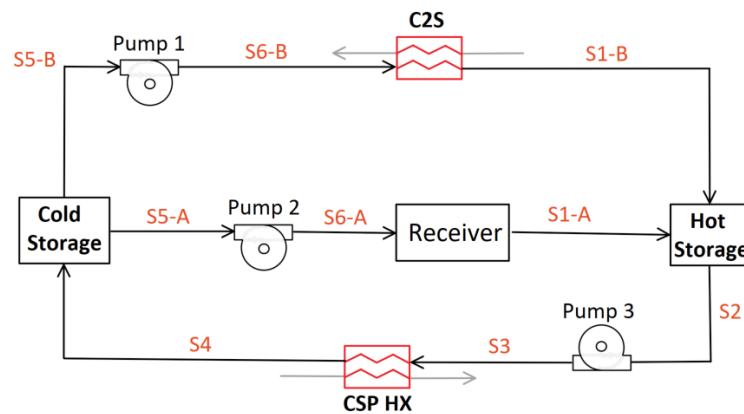 C2S
Pump 1
S6-B
S5-B
S1-B
Cold
Storage
S5-A
Pump 2
S6-A
Receiver
S1-A
Hot
Storage
S2
Pump 3
S3
S4
CSP HX